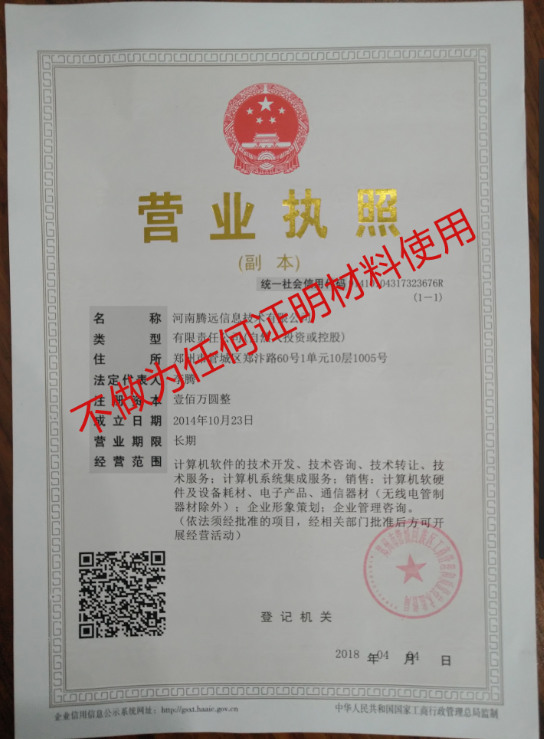 营业执照
(副 本)
统一社会信用代码 04317323676R
(1-1)
名 称 河南腾远信息技术有限公司
类 型 有限责任公司(自然人投资或控股)
住 所 郑州市管城区郑汴路60号1单元10层1005号
法定代表人 李腾
注册资本 壹佰万圆整
成立日期 2014年10月23日
营业期限 长期
经营范围 计算机软件的技术开发、技术咨询、技术转让、技
术服务；计算机系统集成服务；销售：计算机软硬
件及设备耗材、电子产品、通信器材（无线电管制
器材除外）；企业形象策划；企业管理咨询。
（依法须经批准的项目，经相关部门批准后方可开
展经营活动）
不做为任何证明材料使用
登记机关
2018 年 04 月 04 日
企业信用信息公示系统网址：http://gsxt.haaic.gov.cn
中华人民共和国国家工商行政管理总局监制